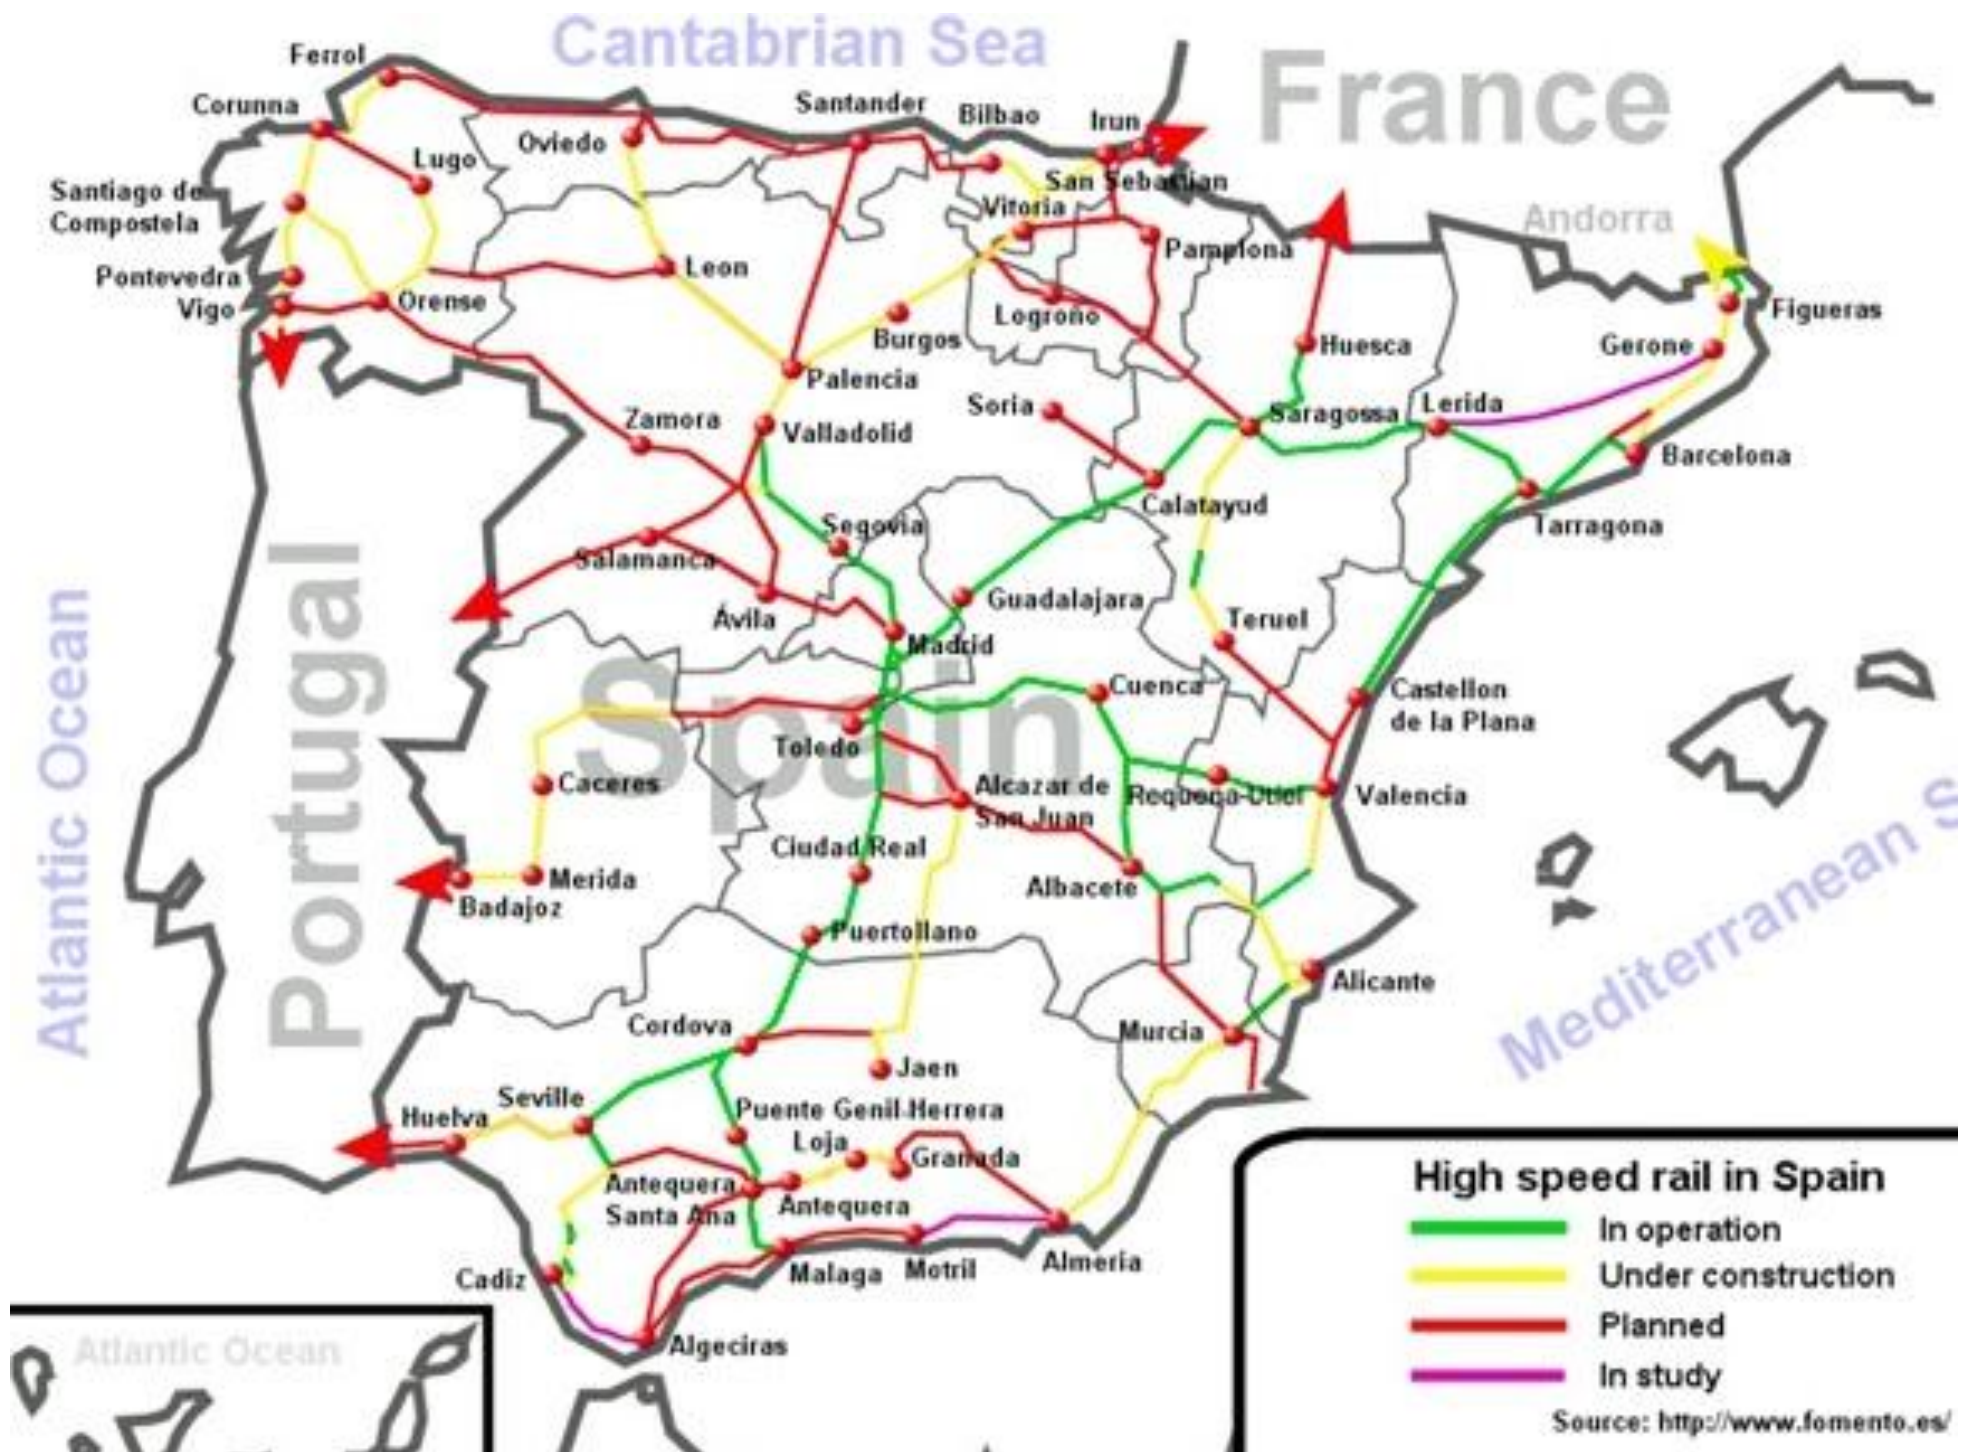 Cantabrian Sea
Ferrol
France
Corunna
Santander
Bilbao
Irun
Oviedo
Lugo
San Sebastian
Santiago de
Compostela
Vitoria
Andorra
Pamplona
Pontevedra
Leon
Vigo
Orense
Logroño
Figueras
Burgos
Huesca
Gerone
Palencia
Soria
Saragossa
Lerida
Zamora
Valladolid
Barcelona
Calatayud
Segovia
Tarragona
Salamanca
Guadalajara
Ávila
Teruel
Madrid
Atlantic Ocean
Portugal
Spain
Cuenca
Castellon
de la Plana
Toledo
Caceres
Alcazar de
San Juan
Requena-Utiel
Valencia
Ciudad Real
Merida
Albacete
Badajoz
Mediterranean S
Puertollano
Alicante
Cordova
Murcia
Jaen
Seville
Huelva
Puente Genil-Herrera
Loja
Granada
Antequera
Santa Ana
Antequera
Cadiz
Malaga
Motril
Almeria
Algeciras
Atlantic Ocean
High speed rail in Spain
In operation
Under construction
Planned
In study
Source: http://www.fomento.es/